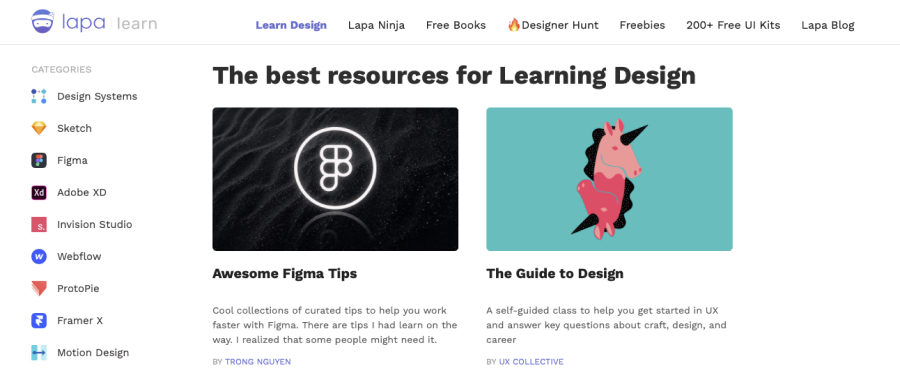 lapa learn
Learn Design Lapa Ninja Free Books 🔥Designer Hunt Freebies 200+ Free UI Kits Lapa Blog
CATEGORIES
Design Systems
Sketch
Figma
Xd Adobe XD
S. Invision Studio
W Webflow
ProtoPie
Framer X
Motion Design
The best resources for Learning Design
Awesome Figma Tips
Cool collections of curated tips to help you work
faster with Figma. There are tips I had learn on the
way. I realized that some people might need it.
BY TRONG NGUYEN
The Guide to Design
A self-guided class to help you get started in UX
and answer key questions about craft, design, and
career
BY UX COLLECTIVE